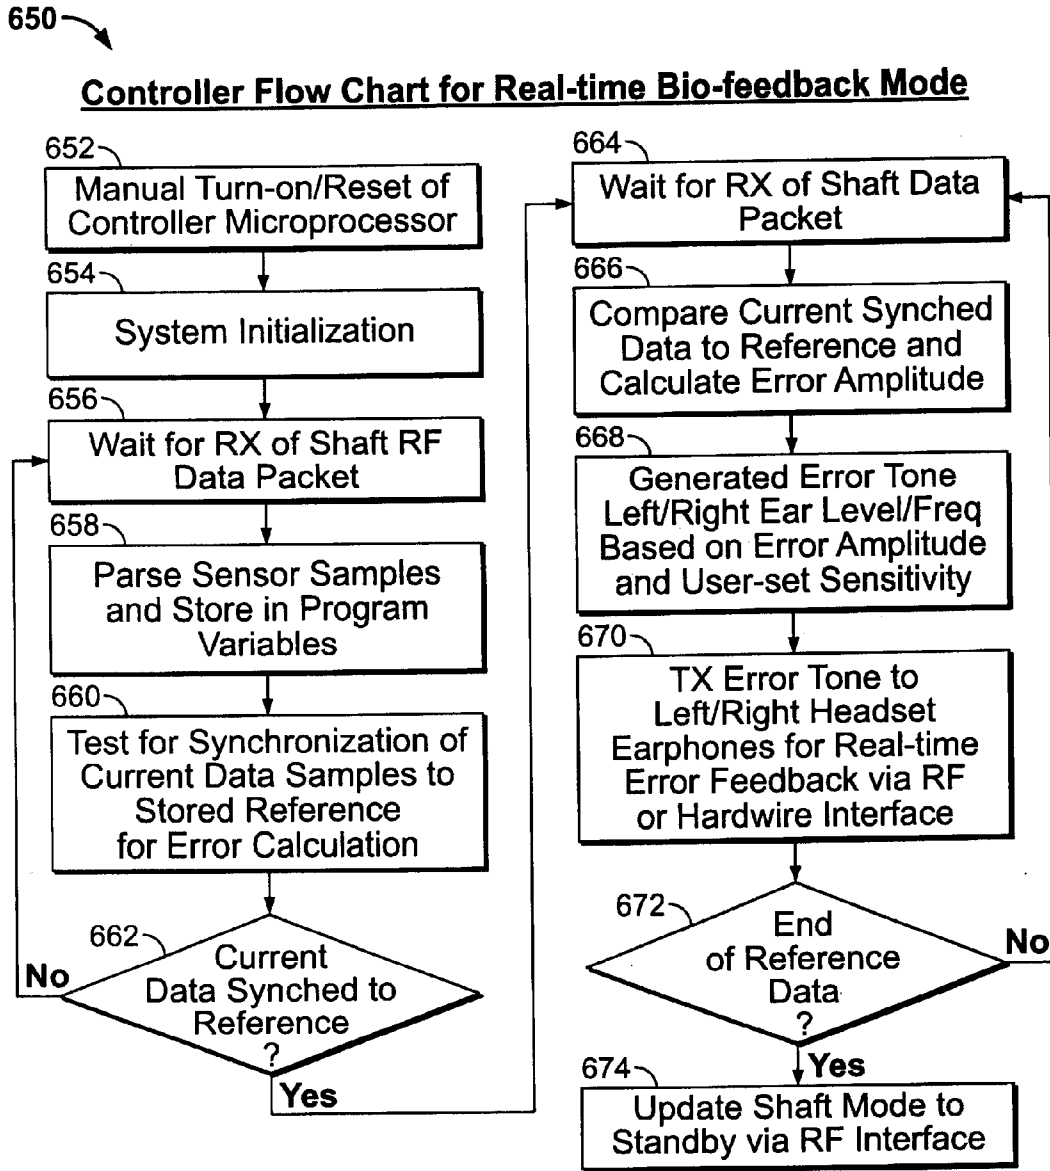 650
Controller Flow Chart for Real-time Bio-feedback Mode
652
Manual Turn-on/Reset of
Controller Microprocessor
654
System Initialization
656
Wait for RX of Shaft RF
Data Packet
658
Parse Sensor Samples
and Store in Program
Variables
660
Test for Synchronization of
Current Data Samples to
Stored Reference
for Error Calculation
662
Current
Data Synched to
Reference
?
No
Yes
664
Wait for RX of Shaft Data
Packet
666
Compare Current Synched
Data to Reference and
Calculate Error Amplitude
668
Generated Error Tone
Left/Right Ear Level/Freq
Based on Error Amplitude
and User-set Sensitivity
670
TX Error Tone to
Left/Right Headset
Earphones for Real-time
Error Feedback via RF
or Hardwire Interface
672
End
of Reference
Data
?
No
Yes
674
Update Shaft Mode to
Standby via RF Interface